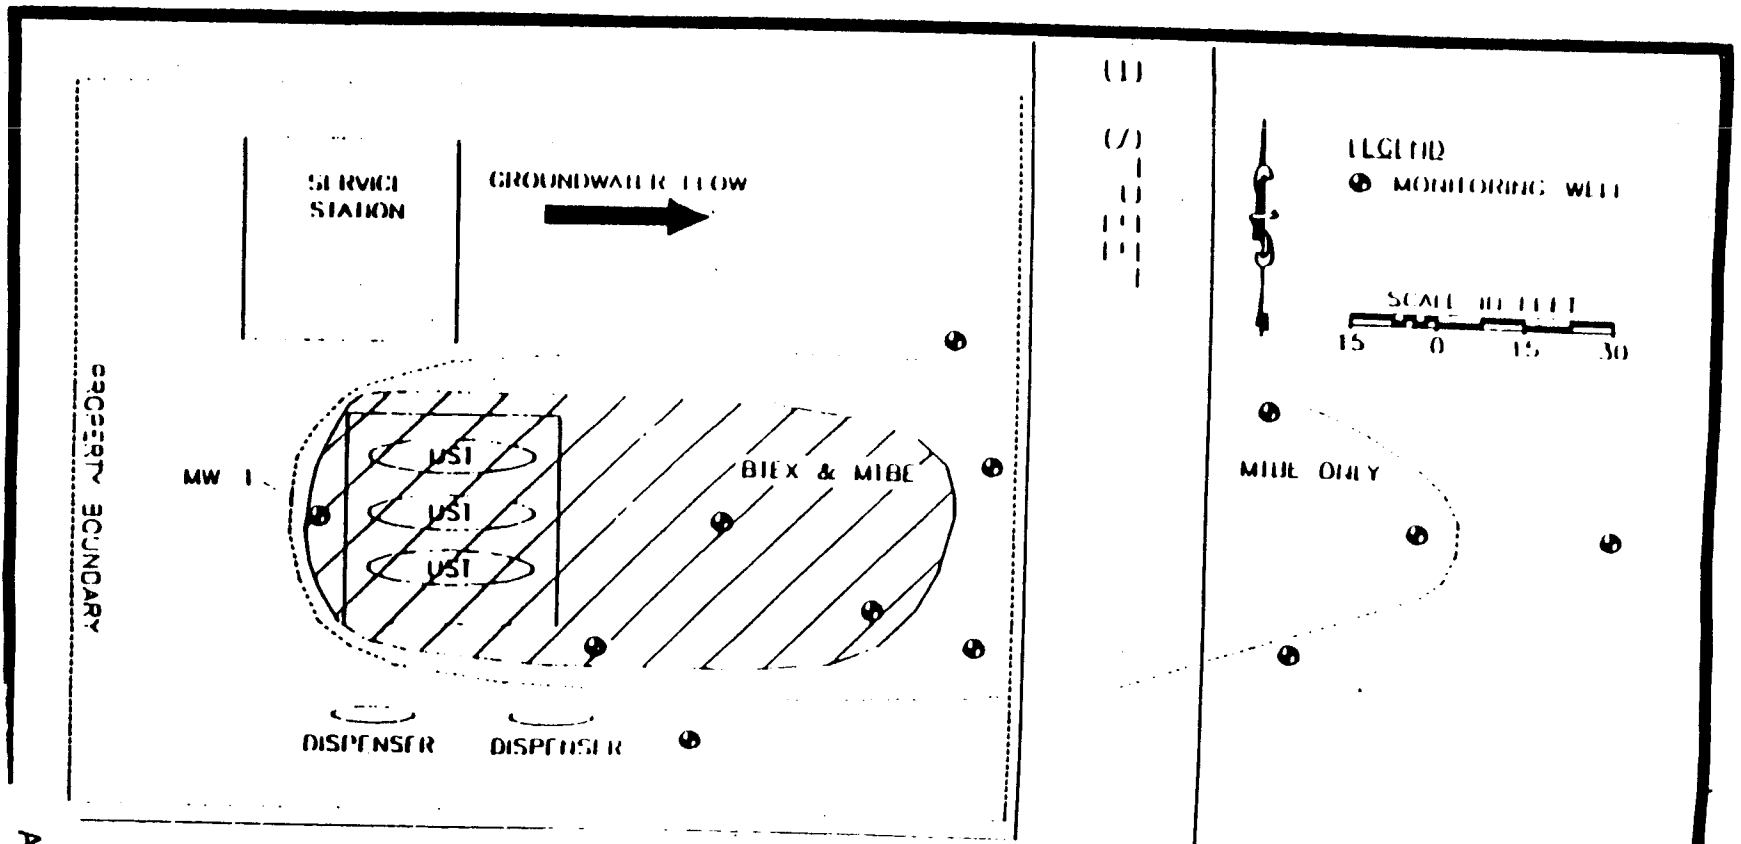 SERVICE
STATION
GROUNDWATER FLOW
LEGEND
MONITORING WELL
SCALE IN FEET
15 0 15 30
PROPERTY BOUNDARY
MW 1
UST
UST
UST
BTEX & MTBE
MTBE ONLY
DISPENSER DISPENSER
A